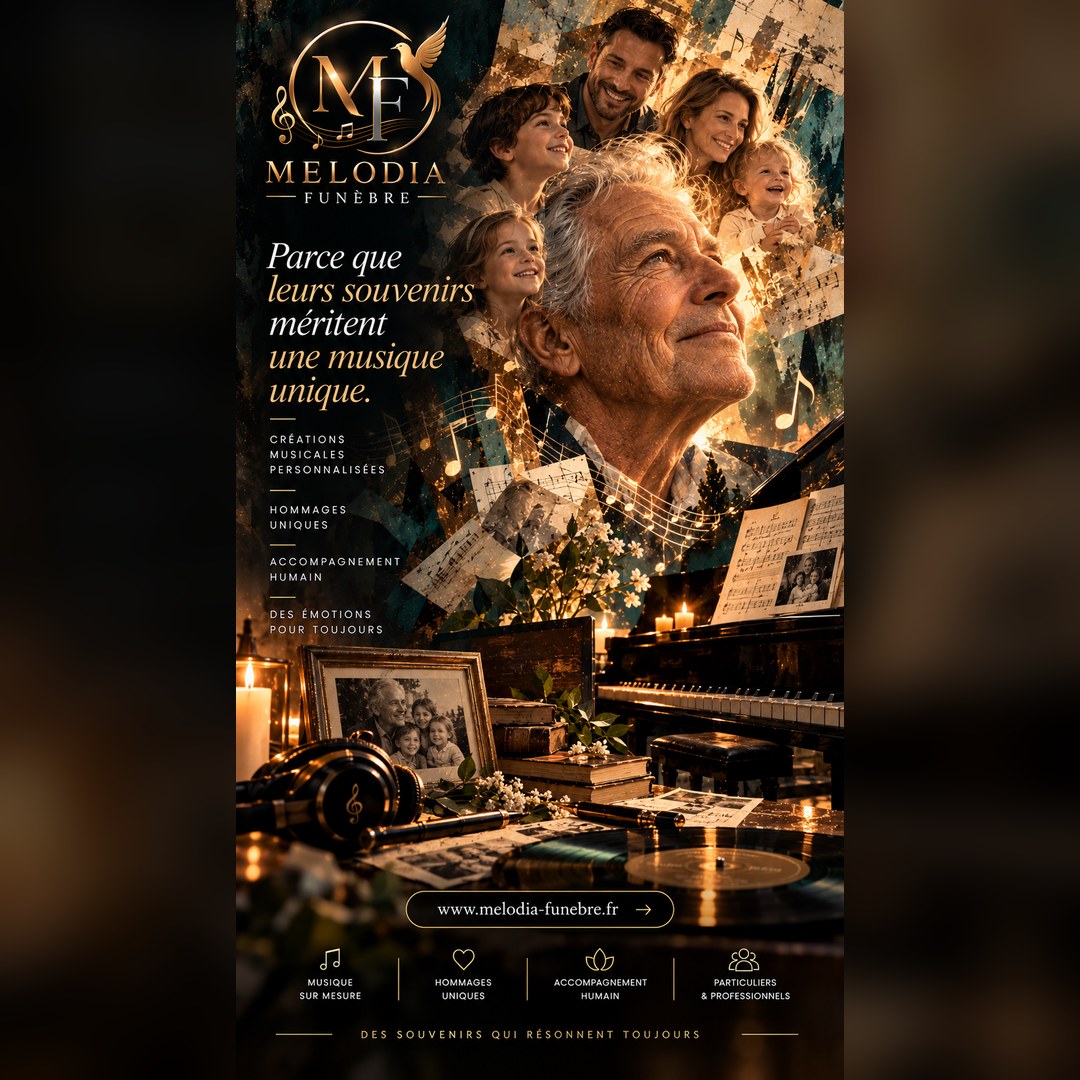 MF
MELODIA
FUNÈBRE
Parce que
leurs souvenirs
méritent
une musique
unique.
CRÉATIONS
MUSICALES
PERSONNALISÉES
HOMMAGES
UNIQUES
ACCOMPAGNEMENT
HUMAIN
DES ÉMOTIONS
POUR TOUJOURS
www.melodia-funebre.fr →
MUSIQUE
SUR MESURE
HOMMAGES
UNIQUES
ACCOMPAGNEMENT
HUMAIN
PARTICULIERS
& PROFESSIONNELS
DES SOUVENIRS QUI RÉSONNENT TOUJOURS